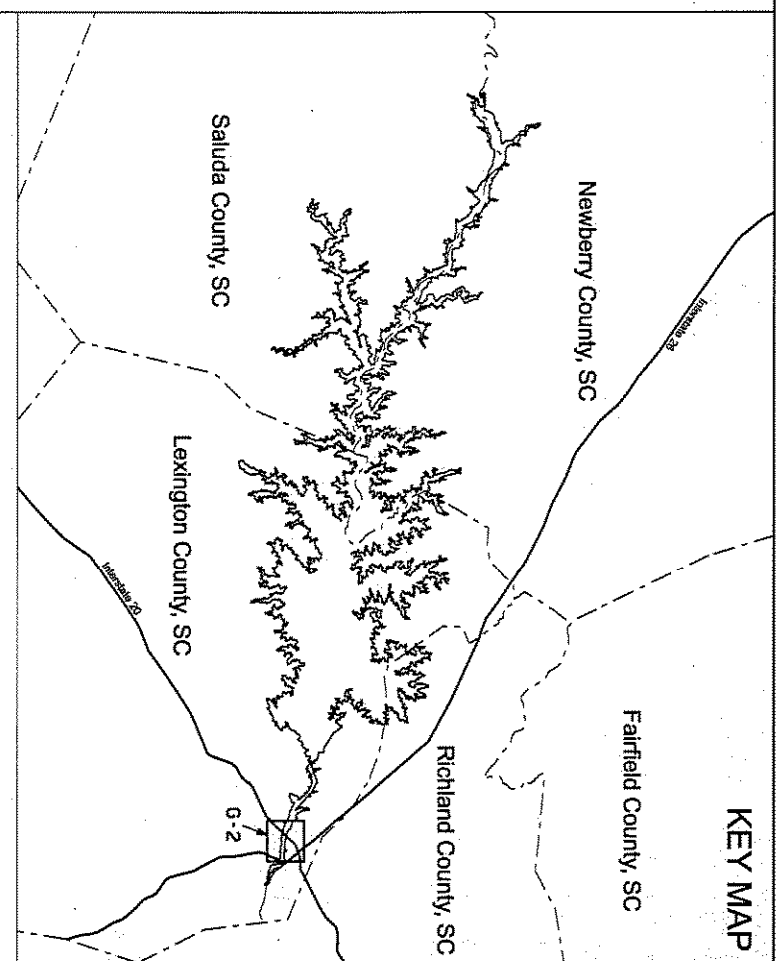 KEY MAP
Fairfield County, SC
Newberry County, SC
Interstate 26
Richland County, SC
Saluda County, SC
Lexington County, SC
Interstate 20
G-2